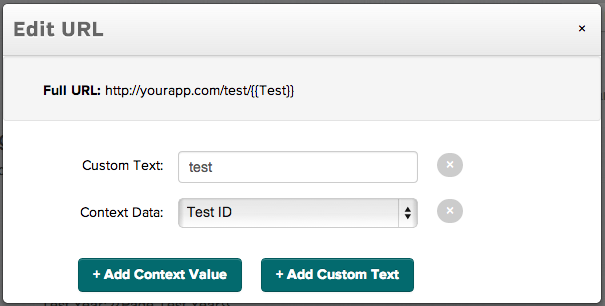 Edit URL
×
Full URL: http://yourapp.com/test/{{Test}}
Custom Text: test ×
Context Data: Test ID ×
+ Add Context Value + Add Custom Text